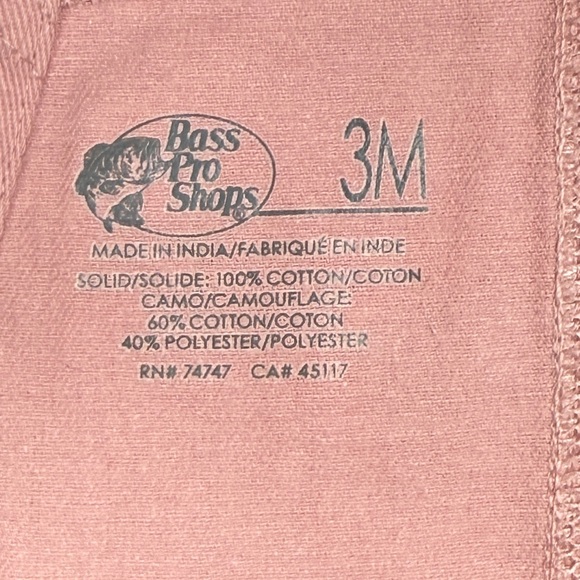 Bass
Pro
Shops®
3M
MADE IN INDIA/FABRIQUÉ EN INDE
SOLID/SOLIDE: 100% COTTON/COTON
CAMO/CAMOUFLAGE:
60% COTTON/COTON
40% POLYESTER/POLYESTER
RN# 74747 CA# 45117